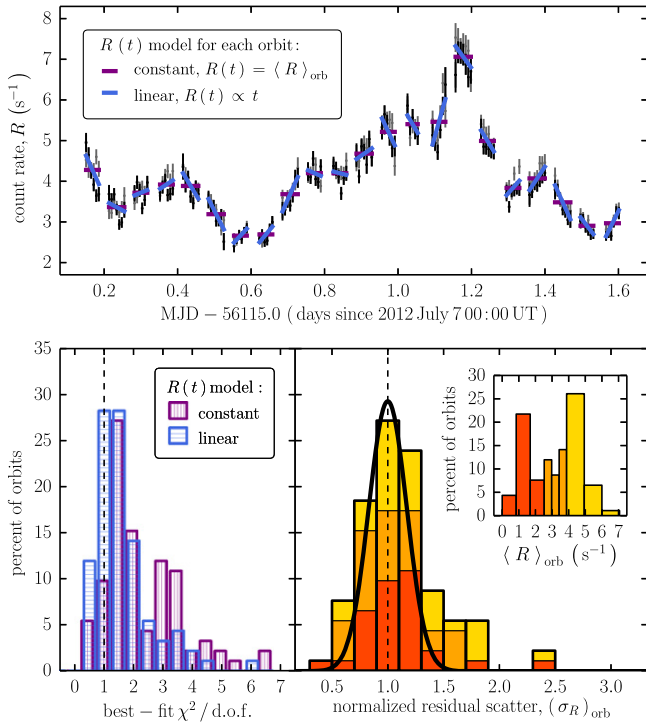 8
7
6
5
4
3
2
count rate, R (s⁻¹)
R(t) model for each orbit:
constant, R(t) = ⟨R⟩orb
linear, R(t) ∝ t
0.2 0.4 0.6 0.8 1.0 1.2 1.4 1.6
MJD − 56115.0 (days since 2012 July 7 00:00 UT)
35
30
25
20
15
10
5
0
percent of orbits
R(t) model:
constant
linear
0 1 2 3 4 5 6 7
best − fit χ² / d.o.f.
percent of orbits
30
25
20
15
10
5
0
0 1 2 3 4 5 6 7
⟨R⟩orb (s⁻¹)
0.5 1.0 1.5 2.0 2.5 3.0
normalized residual scatter, (σR)orb